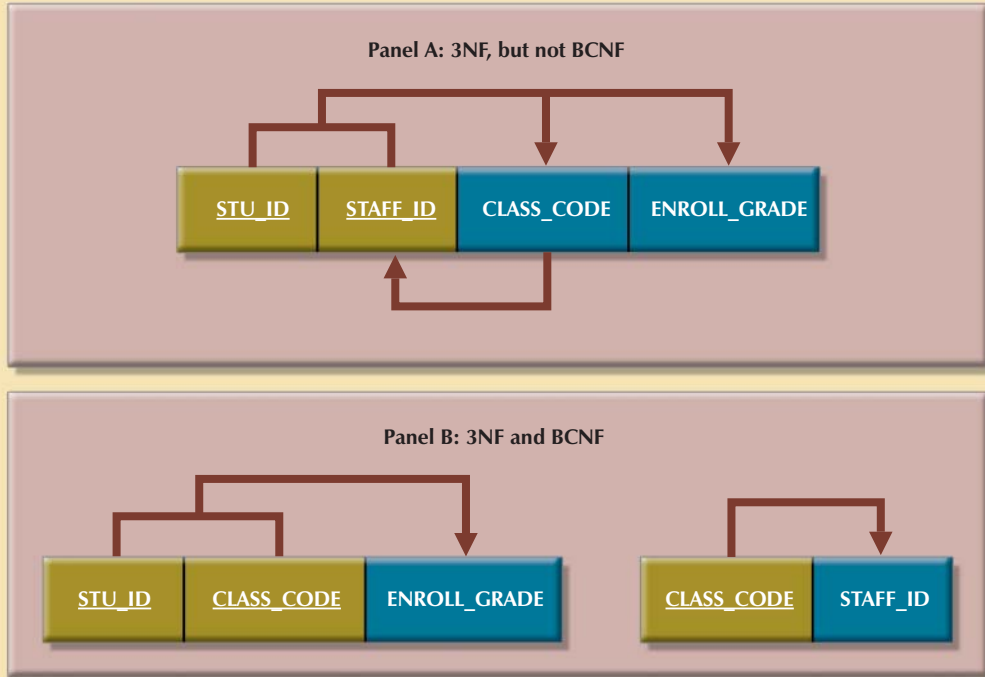 Panel A: 3NF, but not BCNF
STU_ID STAFF_ID CLASS_CODE ENROLL_GRADE
Panel B: 3NF and BCNF
STU_ID CLASS_CODE ENROLL_GRADE CLASS_CODE STAFF_ID